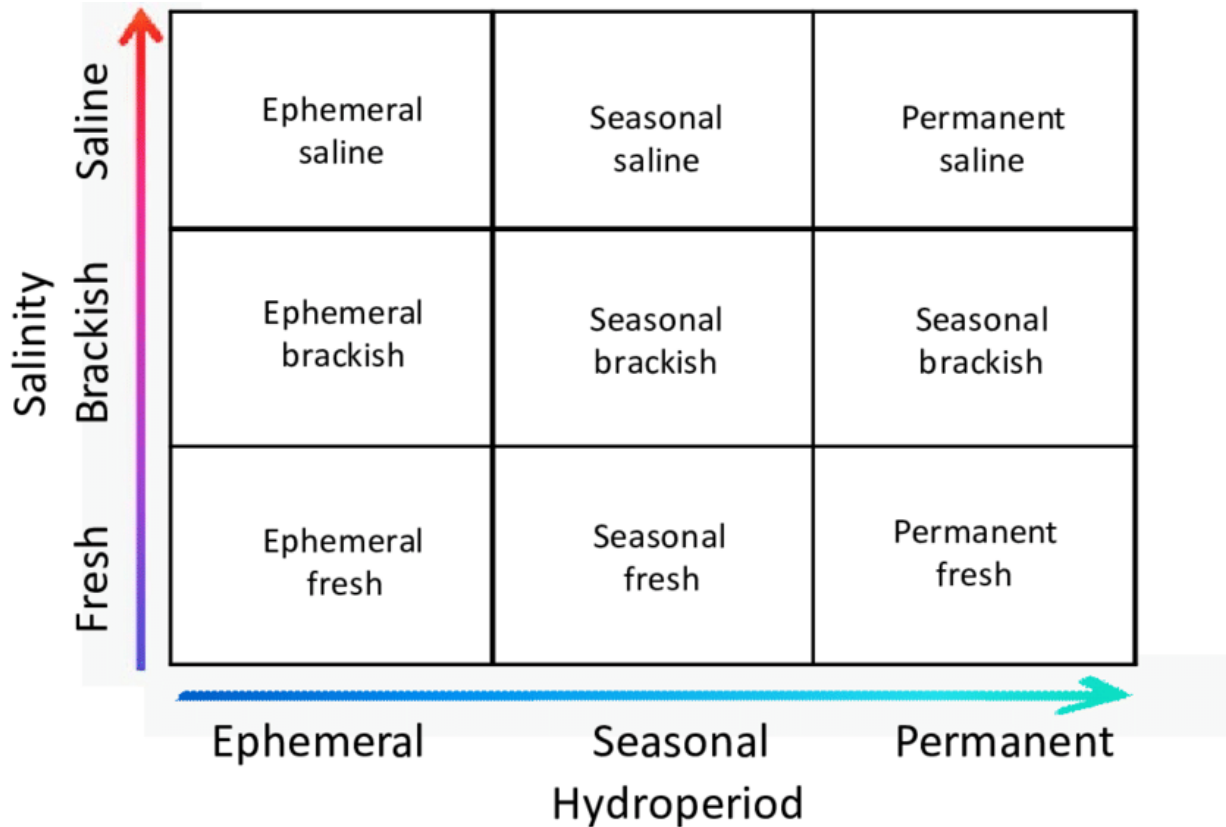 Saline
Ephemeral
saline
Seasonal
saline
Permanent
saline
Salinity
Brackish
Ephemeral
brackish
Seasonal
brackish
Seasonal
brackish
Fresh
Ephemeral
fresh
Seasonal
fresh
Permanent
fresh
Ephemeral
Seasonal
Permanent
Hydroperiod